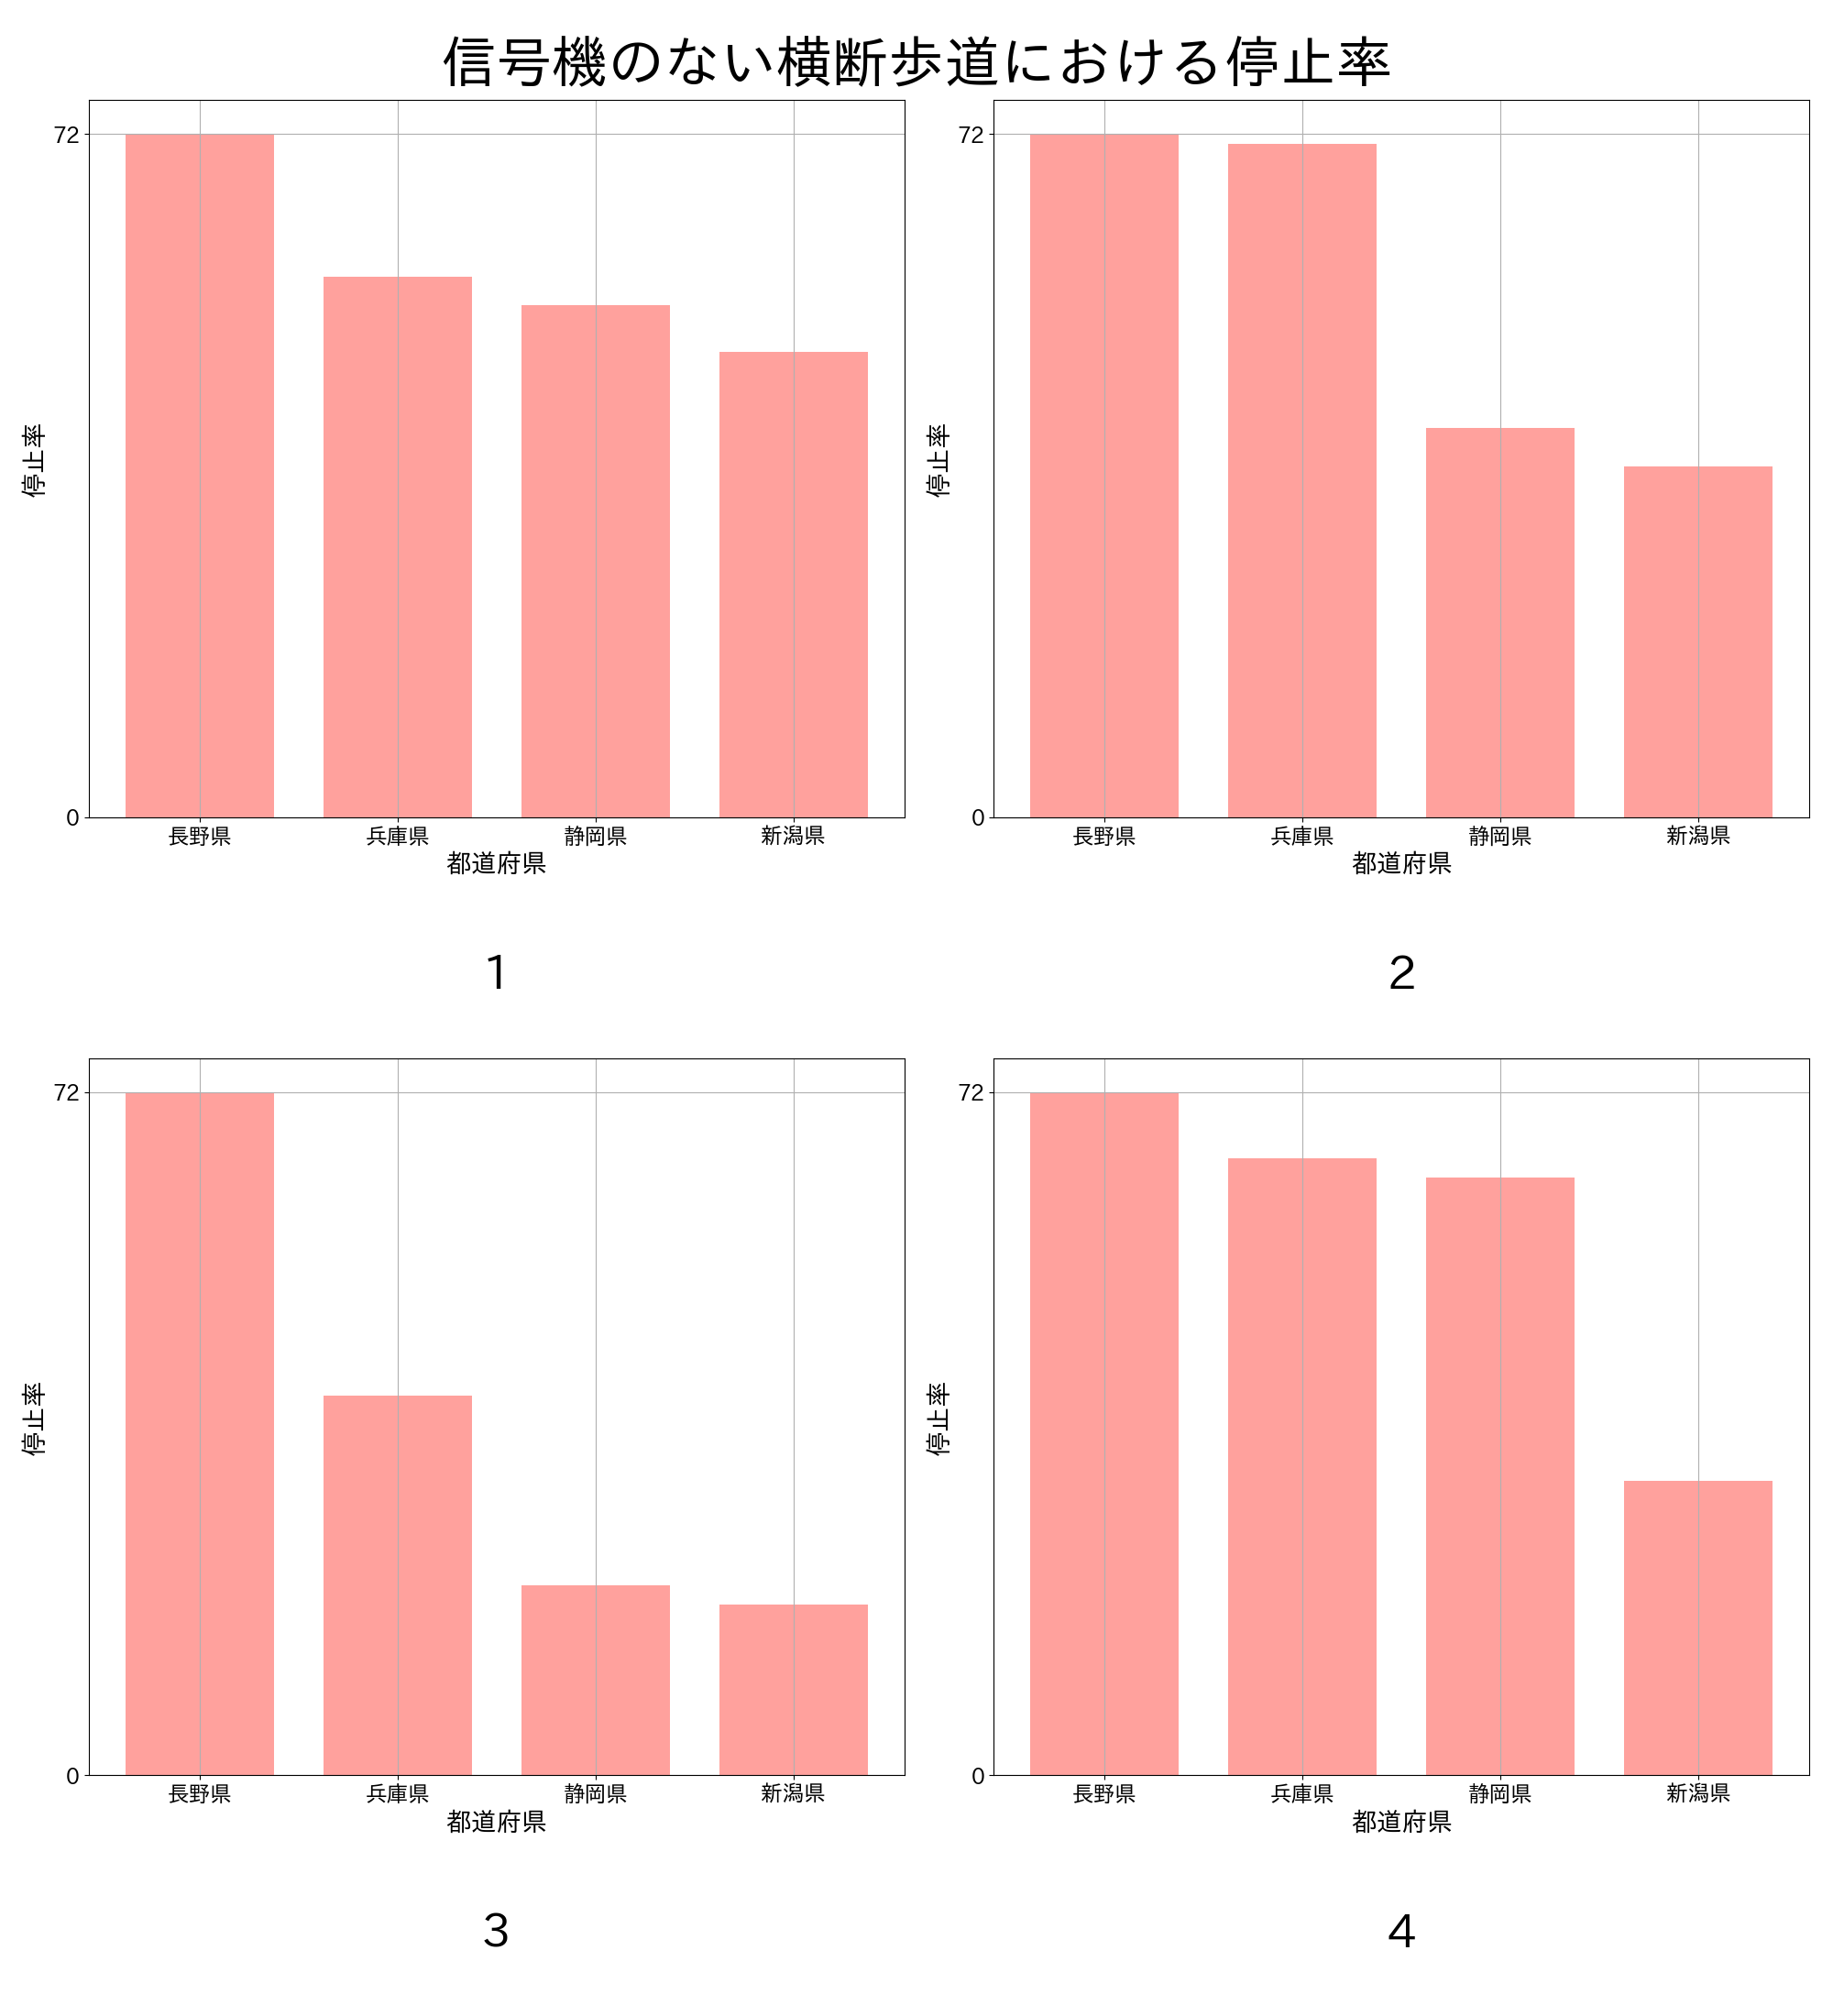 信号機のない横断歩道における停止率
72
停止率
0
長野県 兵庫県 静岡県 新潟県
都道府県
1
72
停止率
0
長野県 兵庫県 静岡県 新潟県
都道府県
2
72
停止率
0
長野県 兵庫県 静岡県 新潟県
都道府県
3
72
停止率
0
長野県 兵庫県 静岡県 新潟県
都道府県
4